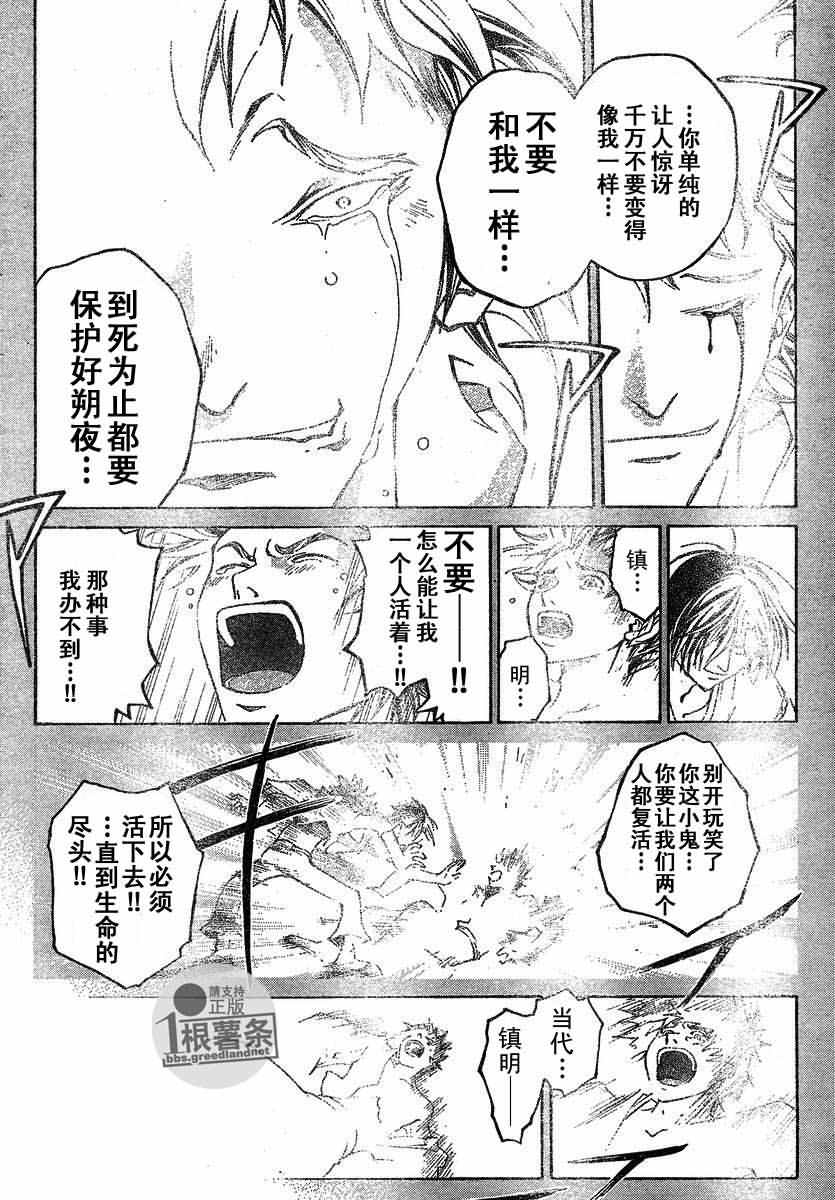 …你单纯的
让人惊讶
千万不要变得
像我一样…
不要
和我一样…
到死为止都要
保护好朔夜…
镇…
明…
不要——!!
怎么能让我
一个人活着…!!
那种事
我办不到…!!
别开玩笑了
你这小鬼…
你要让我们两个
人都复活…
所以必须
活下去!!
…直到生命的
尽头!!
当代…
镇明——
請支持
正版
1根薯条
bbs.greedland.net